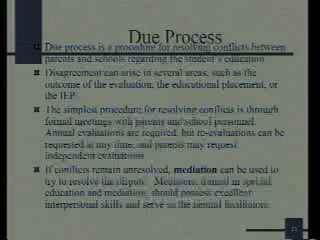 Due Process
Due process is a procedure for resolving conflicts between
parents and schools regarding the student's education
Disagreement can arise in several areas, such as the
outcome of the evaluation, the educational placement, or
the IEP
The simplest procedure for resolving conflicts is through
formal meetings with parents and school personnel.
Annual evaluations are required, but re-evaluations can be
requested at any time, and parents may request
independent evaluations
If conflicts remain unresolved, mediation can be used to
try to resolve the dispute. Mediators, trained in special
education and mediation, should possess excellent
interpersonal skills and serve as the neutral facilitators.